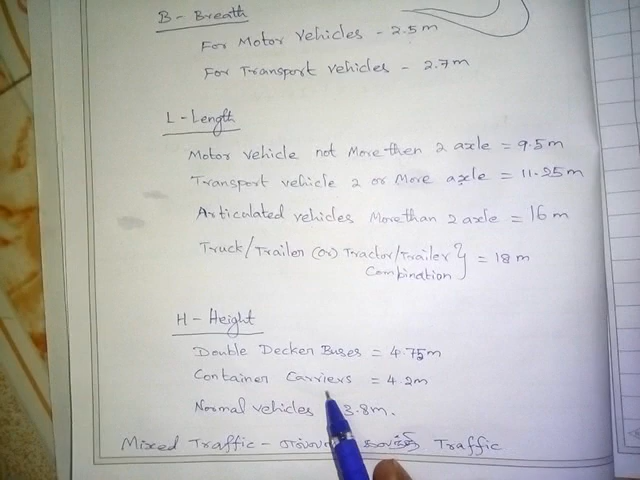 B - Breath
For Motor vehicles - 2.5m
For Transport vehicles - 2.7m
L - Length
Motor vehicle not More then 2 axle = 9.5m
Transport vehicle 2 or More axle = 11.25m
Articulated vehicles More than 2 axle = 16m
Truck/Trailer (or) Tractor/Trailer } = 18m
Combination
H - Height
Double Decker Buses = 4.75m
Container Carriers = 4.2m
Normal vehicles 3.8m.
Mixed Traffic - Traffic